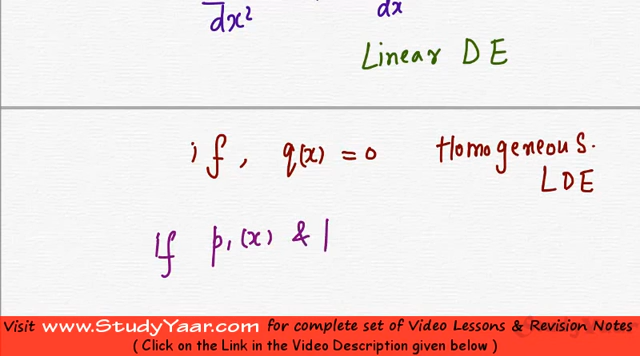 dx² dx
Linear DE
if, q(x) = 0 Homogeneous.
LDE
If p₁(x) &
Visit www.StudyYaar.com for complete set of Video Lessons & Revision Notes
( Click on the Link in the Video Description given below )